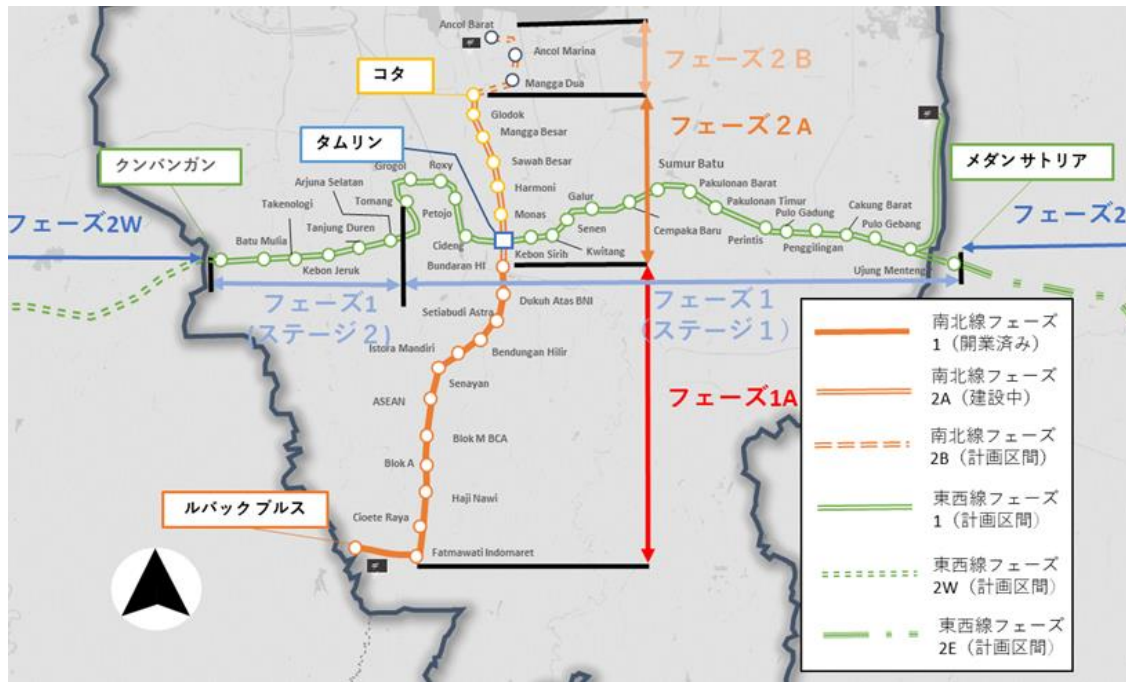 Ancol Barat
Ancol Marina
フェーズ2B
コタ
Mangga Dua
Glodok
Mangga Besar
フェーズ2A
タムリン
Sawah Besar
Sumur Batu
メダン サトリア
クンバンガン
Grogol
Roxy
Arjuna Selatan
Harmoni
Galur
Pakulonan Barat
Takenologi
Tomang
Pakulonan Timur
Cakung Barat
フェーズ2W
Tanjung Duren
Petojo
Monas
Senen
Pulo Gadung
Pulo Gebang
フェーズ2
Batu Mulia
Cideng
Cempaka Baru
Perintis
Penggilingan
Kebon Jeruk
Kebon Sirih
Kwitang
Bundaran HI
Ujung Menteng
フェーズ1
(ステージ2)
フェーズ1
(ステージ1)
Dukuh Atas BNI
Setiabudi Astra
Istora Mandiri
Bendungan Hilir
Senayan
フェーズ1A
ASEAN
Blok M BCA
Blok A
Haji Nawi
ルバック ブルス
Cioete Raya
Fatmawati Indomaret
南北線フェーズ
1(開業済み)
南北線フェーズ
2A(建設中)
南北線フェーズ
2B(計画区間)
東西線フェーズ
1(計画区間)
東西線フェーズ
2W(計画区間)
東西線フェーズ
2E(計画区間)